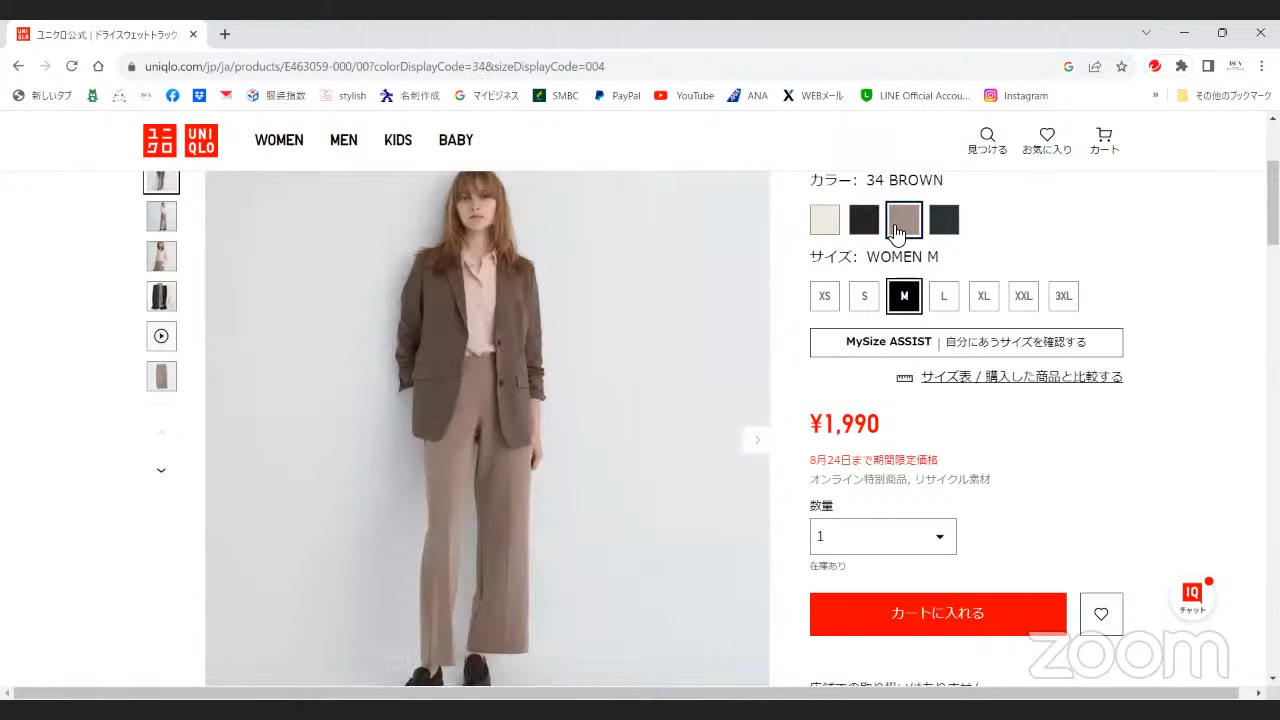 ユニクロ公式 | ドライスウェットトラック
uniqlo.com/jp/ja/products/E463059-000/00?colorDisplayCode=34&sizeDisplayCode=004
新しいタブ
服装指数
stylish
名刺作成
マイビジネス
SMBC
PayPal
YouTube
ANA
WEBメール
LINE Official Accou...
Instagram
»
その他のブックマーク
ユニクロ
UNIQLO
WOMEN
MEN
KIDS
BABY
見つける
お気に入り
カート
カラー: 34 BROWN
サイズ: WOMEN M
XS
S
M
L
XL
XXL
3XL
MySize ASSIST | 自分にあうサイズを確認する
サイズ表 / 購入した商品と比較する
¥1,990
8月24日まで期間限定価格
オンライン特別商品, リサイクル素材
数量
1
在庫あり
カートに入れる
IQ
チャット
zoom